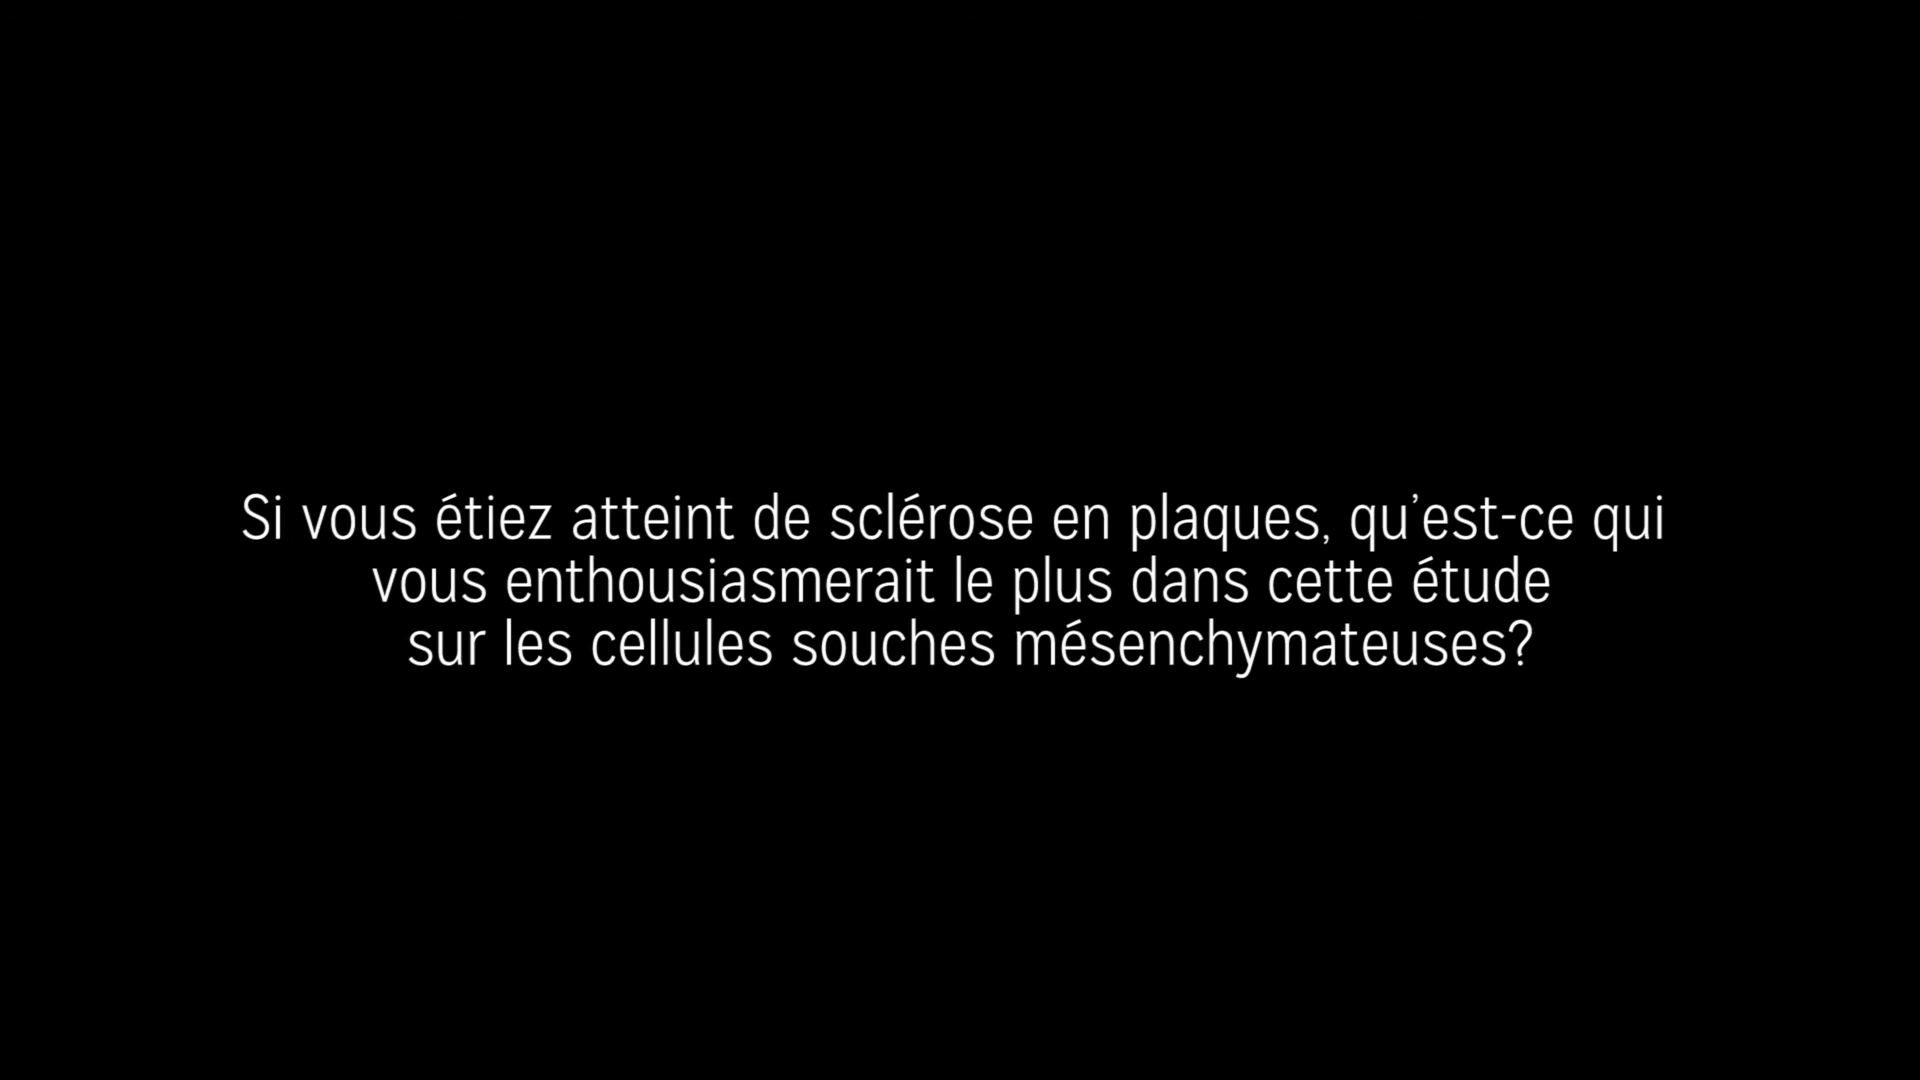 Si vous étiez atteint de sclérose en plaques, qu’est-ce qui
vous enthousiasmerait le plus dans cette étude
sur les cellules souches mésenchymateuses?